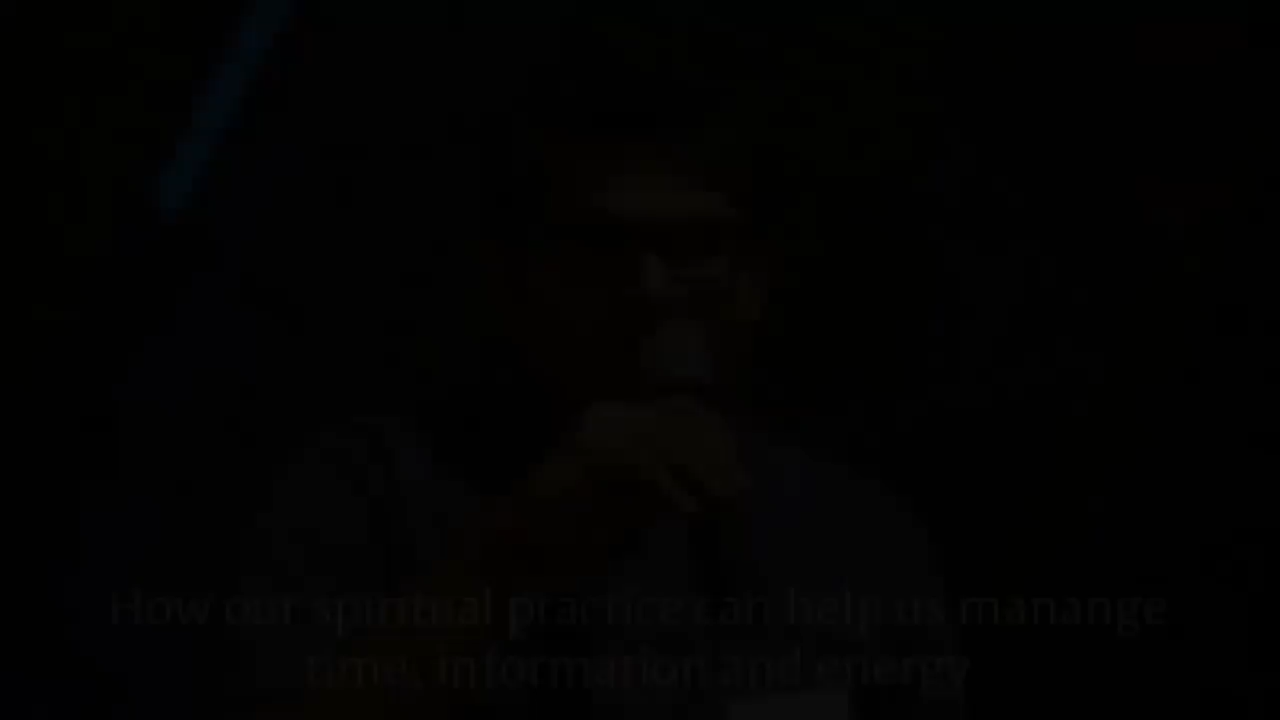 How our spiritual practice can help us manange
time, information and energy